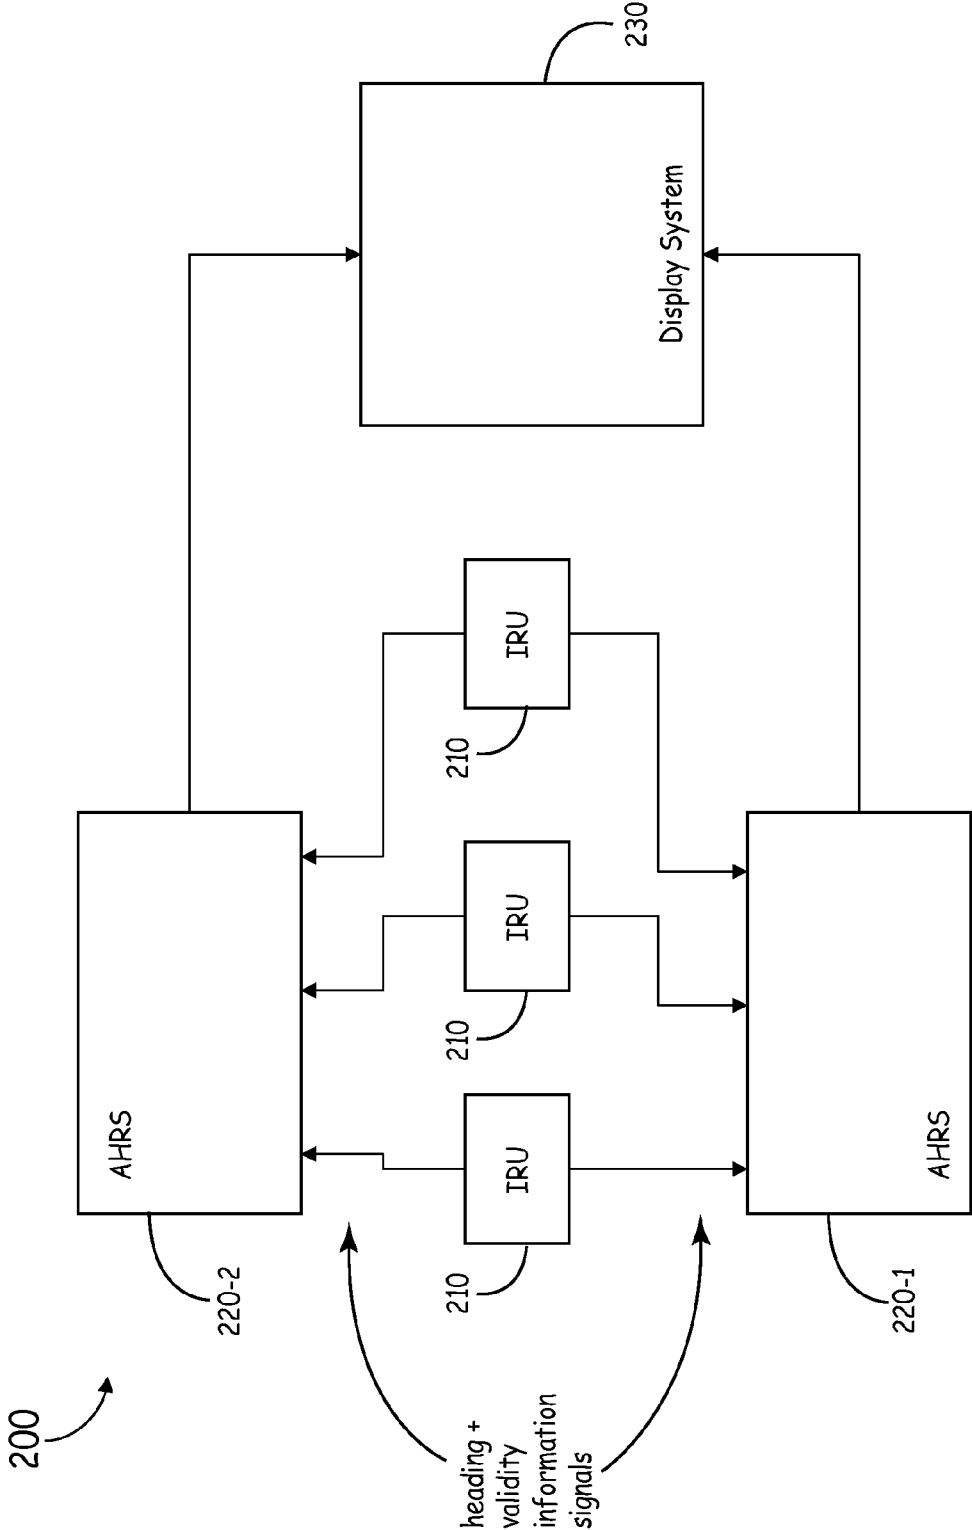 200
220-2
AHRS
heading +
validity
information
signals
210
IRU
210
IRU
210
IRU
230
Display System
220-1
AHRS